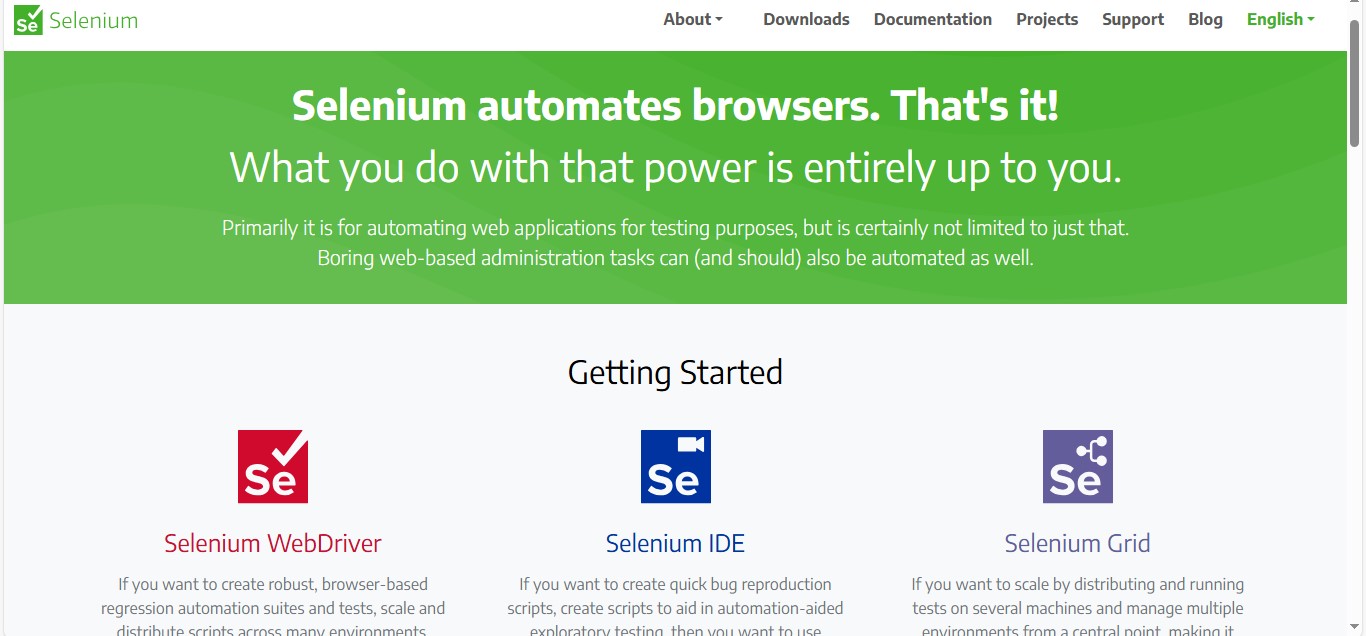 Se Selenium
About Downloads Documentation Projects Support Blog English
Selenium automates browsers. That's it!
What you do with that power is entirely up to you.
Primarily it is for automating web applications for testing purposes, but is certainly not limited to just that.
Boring web-based administration tasks can (and should) also be automated as well.
Getting Started
Se
Selenium WebDriver
If you want to create robust, browser-based
regression automation suites and tests, scale and
distribute scripts across many environments
Se
Selenium IDE
If you want to create quick bug reproduction
scripts, create scripts to aid in automation-aided
exploratory testing, then you want to use
Se
Selenium Grid
If you want to scale by distributing and running
tests on several machines and manage multiple
environments from a central point, making it